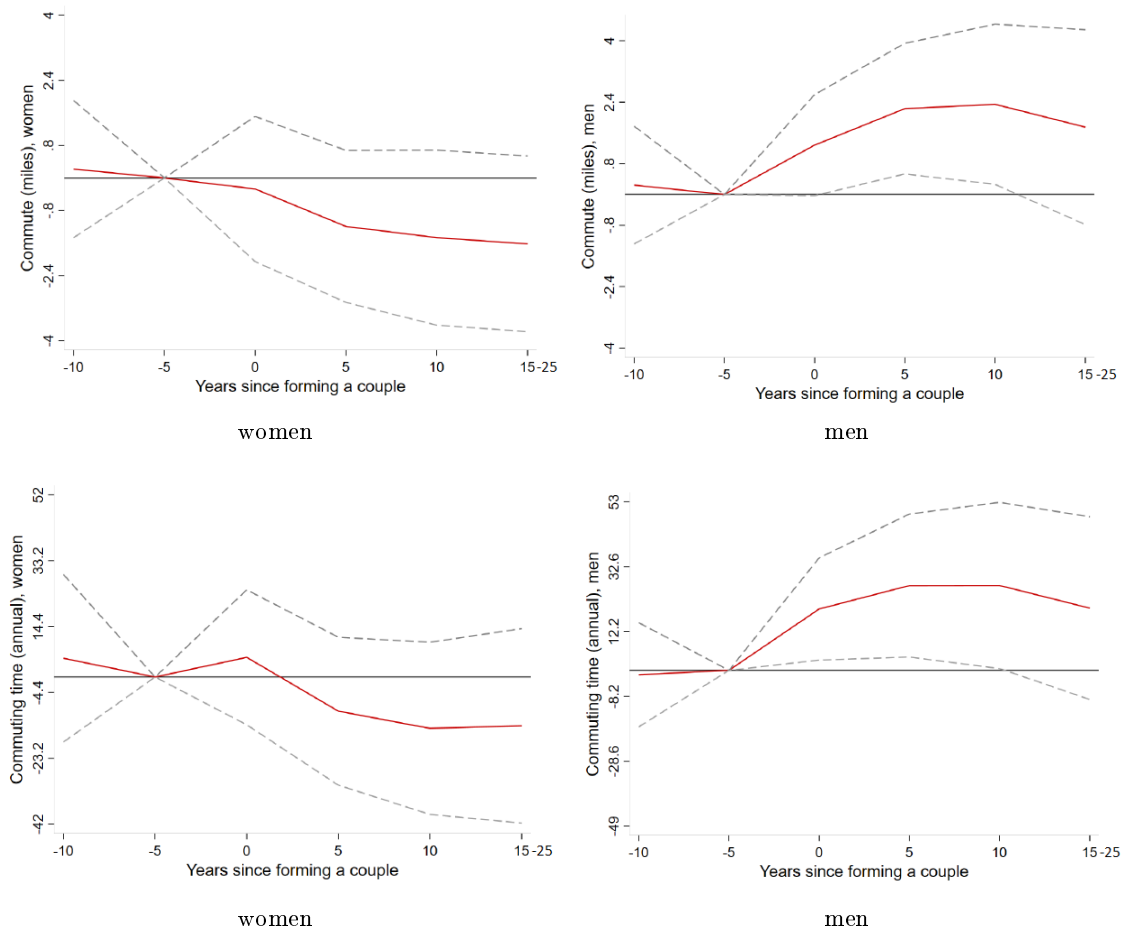 4
2.4
.8
-.8
-2.4
-4
Commute (miles), women
-10 -5 0 5 10 15-25
Years since forming a couple
women
4
2.4
.8
-.8
-2.4
-4
Commute (miles), men
-10 -5 0 5 10 15-25
Years since forming a couple
men
52
33.2
14.4
-4.4
-23.2
-42
Commuting time (annual), women
-10 -5 0 5 10 15-25
Years since forming a couple
women
53
32.6
12.2
-8.2
-28.6
-49
Commuting time (annual), men
-10 -5 0 5 10 15-25
Years since forming a couple
men